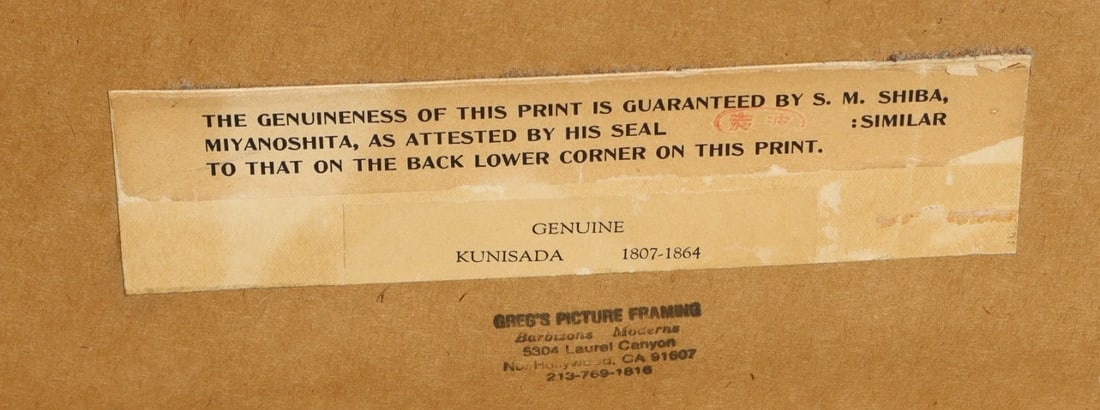 THE GENUINENESS OF THIS PRINT IS GUARANTEED BY S. M. SHIBA,
MIYANOSHITA, AS ATTESTED BY HIS SEAL :SIMILAR
TO THAT ON THE BACK LOWER CORNER ON THIS PRINT.
GENUINE
KUNISADA 1807-1864
GREG'S PICTURE FRAMING
Barbizons Moderns
5304 Laurel Canyon
No. Hollywood, CA 91607
213-769-1816